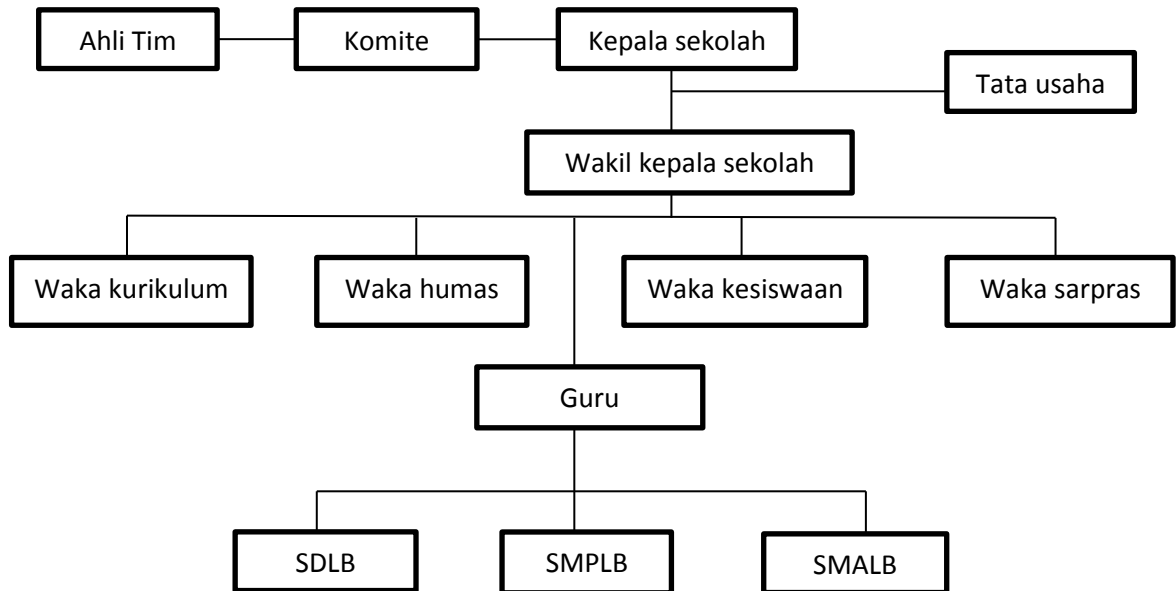 Ahli Tim
Komite
Kepala sekolah
Tata usaha
Wakil kepala sekolah
Waka kurikulum
Waka humas
Waka kesiswaan
Waka sarpras
Guru
SDLB
SMPLB
SMALB